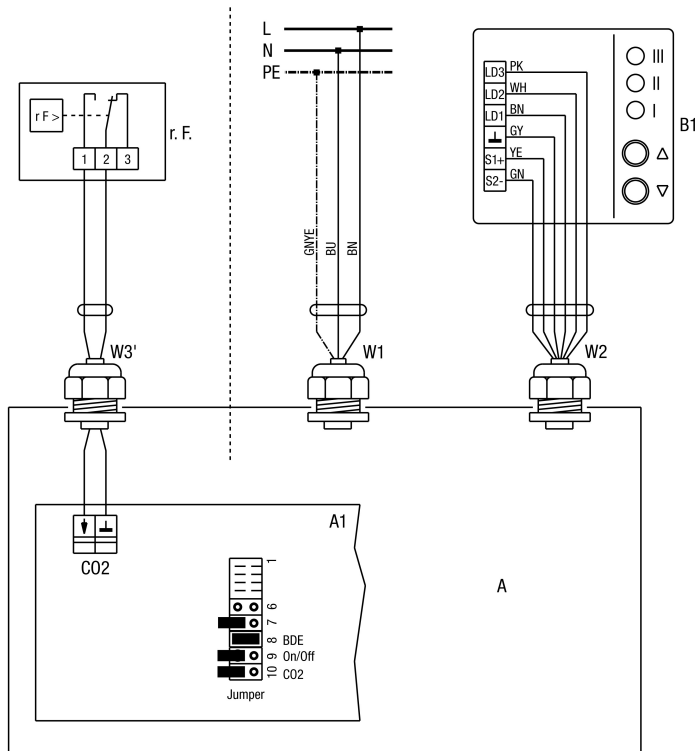 L
N
PE
r F >
r. F.
1 2 3
LD3 PK
LD2 WH
LD1 BN
GY
S1+ YE
S2- GN
III
II
I
B1
GNYE
BU
BN
W3'
W1
W2
A1
A
CO2
1
6
7
8 BDE
9 On/Off
10 CO2
Jumper